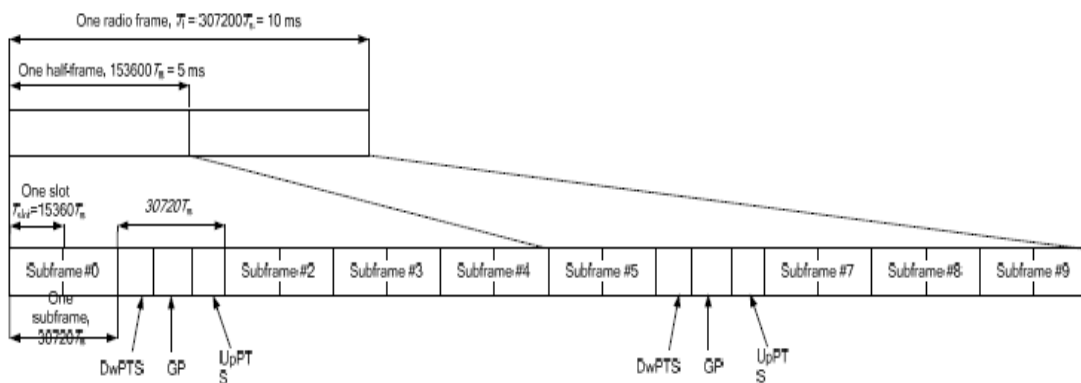 One radio frame, Tf = 307200Ts = 10 ms
One half-frame, 153600Ts = 5 ms
One slot
Tslot=15360Ts
30720Ts
Subframe #0
Subframe #2
Subframe #3
Subframe #4
Subframe #5
Subframe #7
Subframe #8
Subframe #9
One
subframe,
30720Ts
DwPTS
GP
UpPT
S
DwPTS
GP
UpPT
S